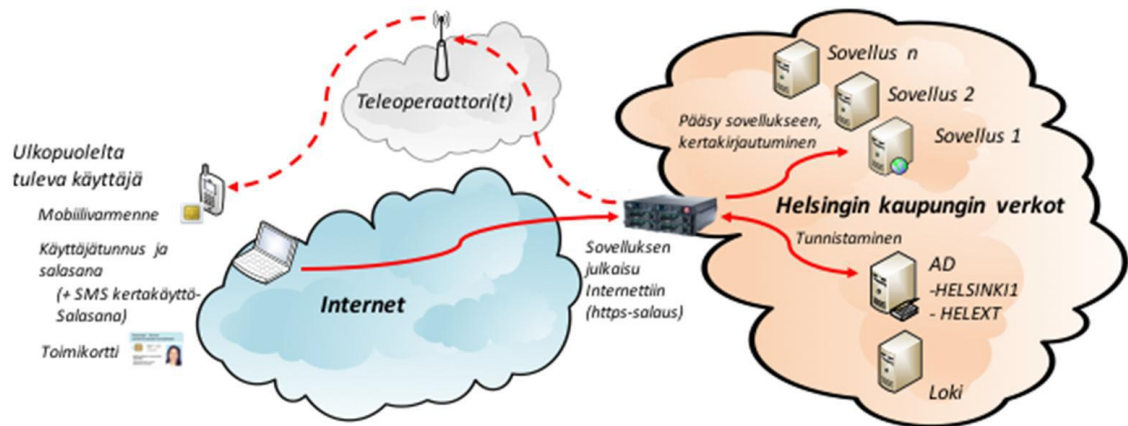 Teleoperaattori(t)
Ulkopuolelta
tuleva käyttäjä
Mobiilivarmenne
Käyttäjätunnus ja
salasana
(+ SMS kertakäyttö-
Salasana)
Toimikortti
Internet
Sovelluksen
julkaisu
Internettiin
(https-salaus)
Sovellus n
Sovellus 2
Sovellus 1
Pääsy sovellukseen,
kertakirjautuminen
Helsingin kaupungin verkot
Tunnistaminen
AD
-HELSINKI1
- HELEXT
Loki